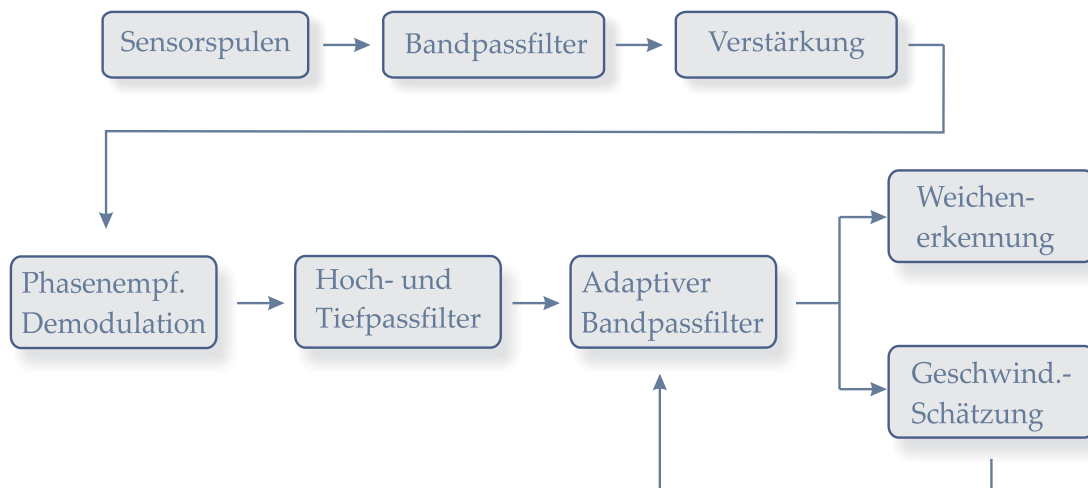 Sensorspulen
Bandpassfilter
Verstärkung
Phasenempf.
Demodulation
Hoch- und
Tiefpassfilter
Adaptiver
Bandpassfilter
Weichen-
erkennung
Geschwind.-
Schätzung